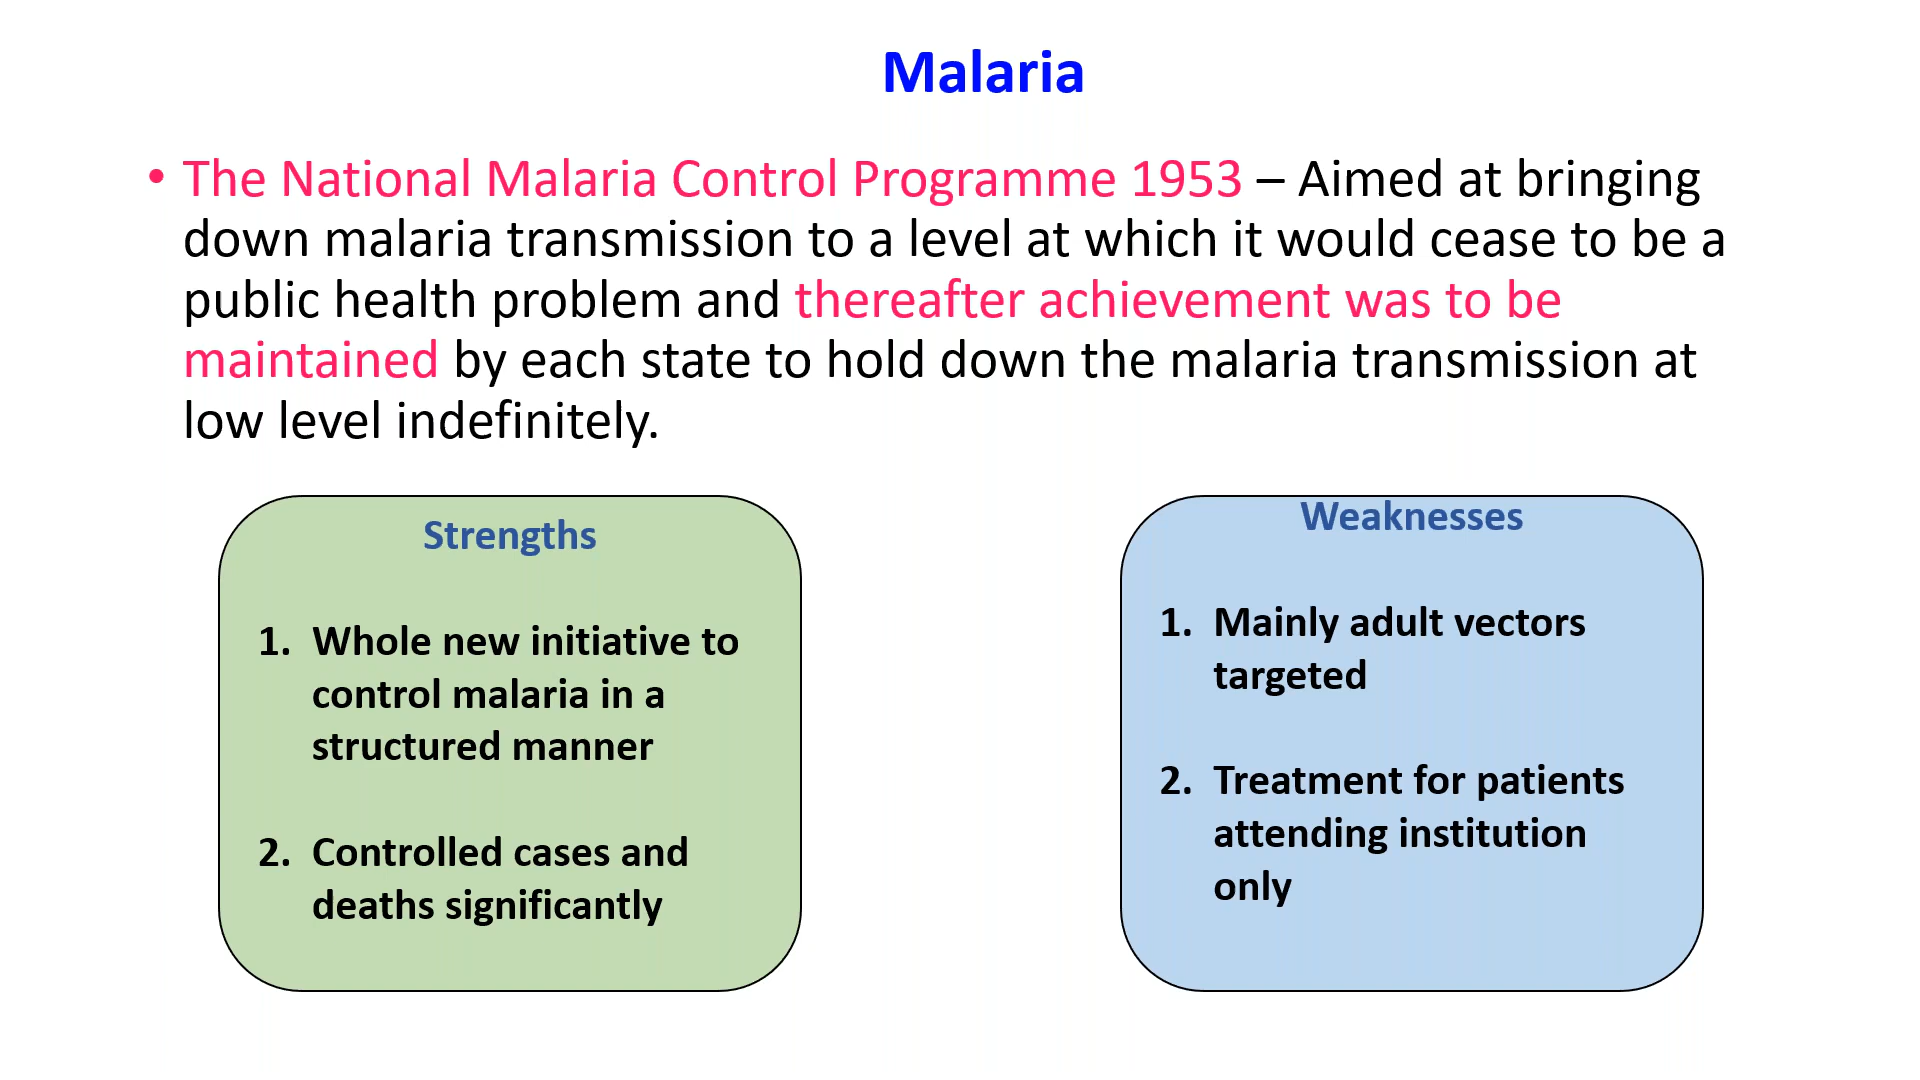 Malaria
• The National Malaria Control Programme 1953 – Aimed at bringing
down malaria transmission to a level at which it would cease to be a
public health problem and thereafter achievement was to be
maintained by each state to hold down the malaria transmission at
low level indefinitely.
Strengths
1. Whole new initiative to
control malaria in a
structured manner
2. Controlled cases and
deaths significantly
Weaknesses
1. Mainly adult vectors
targeted
2. Treatment for patients
attending institution
only